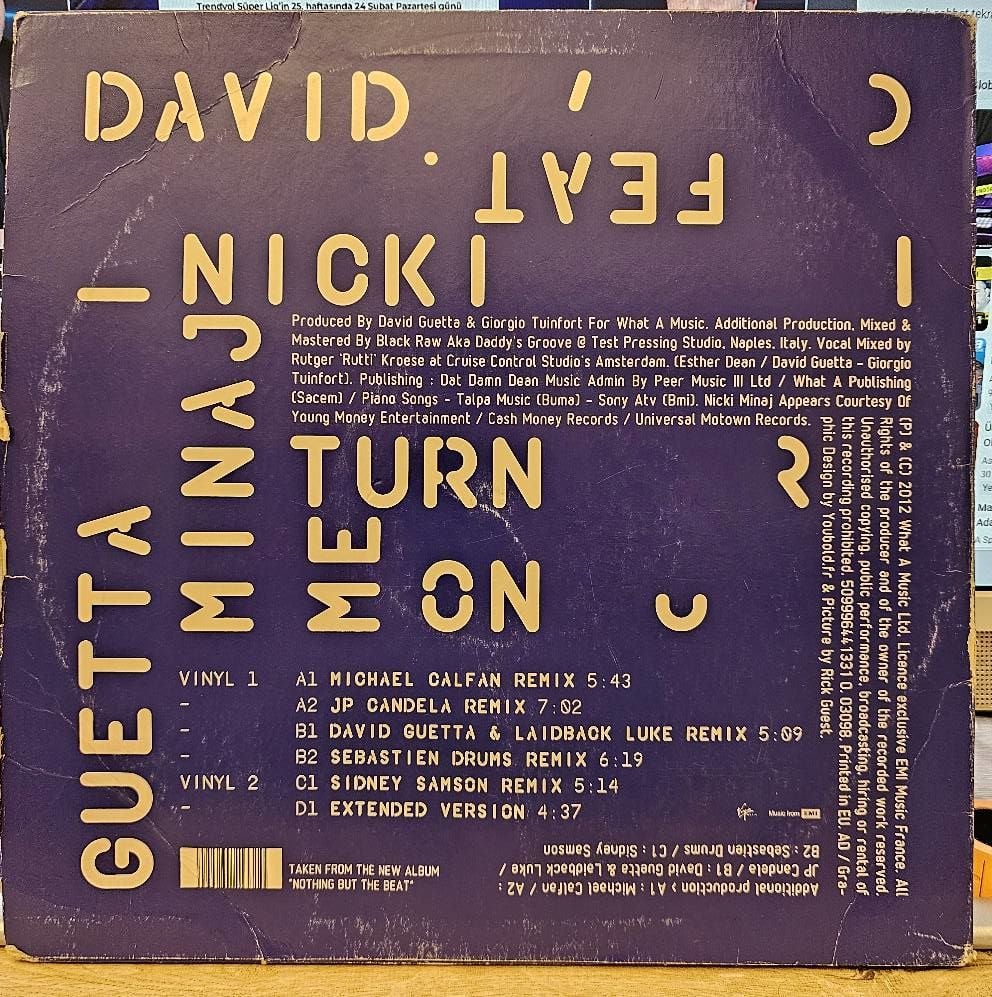 Trendyol Süper Lig'in 25. haftasında 24 Şubat Pazartesi günü
DAVID
FEAT
NICKI
MINAJ
GUETTA
Produced By David Guetta & Giorgio Tuinfort For What A Music. Additional Production, Mixed &
Mastered By Black Raw Aka Daddy's Groove @ Test Pressing Studio, Naples, Italy. Vocal Mixed by
Rutger 'Rutti' Kroese at Cruise Control Studio's Amsterdam. (Esther Dean / David Guetta - Giorgio
Tuinfort). Publishing : Dat Damn Dean Music Admin By Peer Music III Ltd / What A Publishing
(Sacem) / Piano Songs - Talpa Music (Buma) - Sony Atv (Bmi). Nicki Minaj Appears Courtesy Of
Young Money Entertainment / Cash Money Records / Universal Motown Records.
(P) & (C) 2012 What A Music Ltd, Licence exclusive EMI Music France. All
Rights of the producer and of the owner of the recorded work reserved.
Unauthorised copying, public performance, broadcasting, hiring or rental of
this recording prohibited. 5099964413310. 03098. Printed in EU. AD / Gra-
phic Design by Youbold.fr & Picture by Rick Guest.
TURN
ME
ON
VINYL 1 A1 MICHAEL CALFAN REMIX 5:43
- A2 JP CANDELA REMIX 7:02
- B1 DAVID GUETTA & LAIDBACK LUKE REMIX 5:09
- B2 SEBASTIEN DRUMS REMIX 6:19
VINYL 2 C1 SIDNEY SAMSON REMIX 5:14
- D1 EXTENDED VERSION 4:37
Virgin
Music from EMI
TAKEN FROM THE NEW ALBUM
"NOTHING BUT THE BEAT"
Additional production > A1 : Michael Calfan / A2 :
JP Candela / B1 : David Guetta & Laidback Luke /
B2 : Sebastien Drums / C1 : Sidney Samson